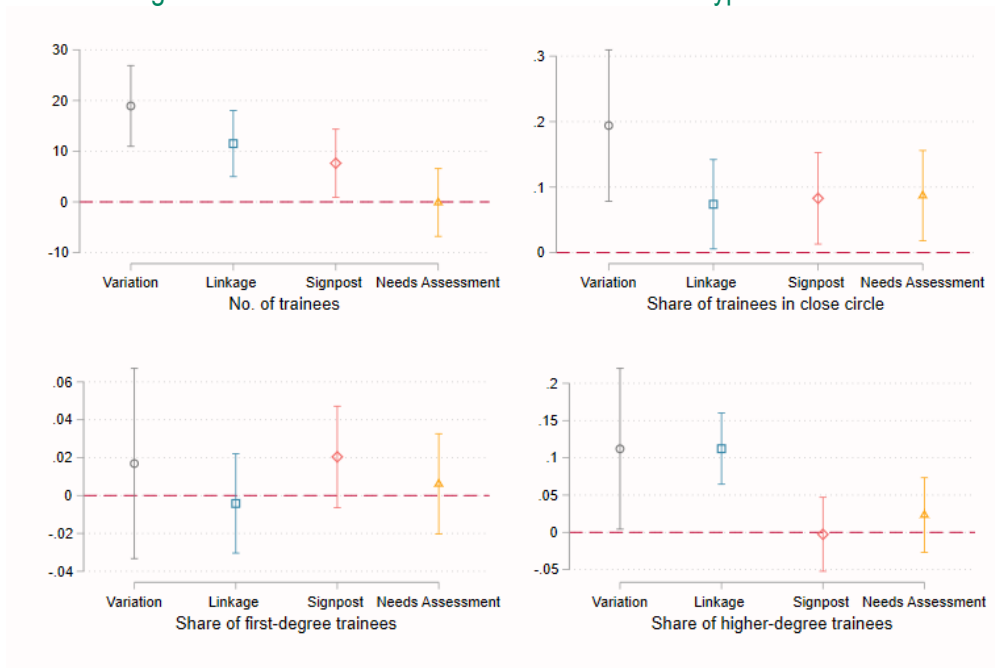 30
20
10
0
-10
Variation Linkage Signpost Needs Assessment
No. of trainees
.3
.2
.1
0
Variation Linkage Signpost Needs Assessment
Share of trainees in close circle
.06
.04
.02
0
-.02
-.04
Variation Linkage Signpost Needs Assessment
Share of first-degree trainees
.2
.15
.1
.05
0
-.05
Variation Linkage Signpost Needs Assessment
Share of higher-degree trainees